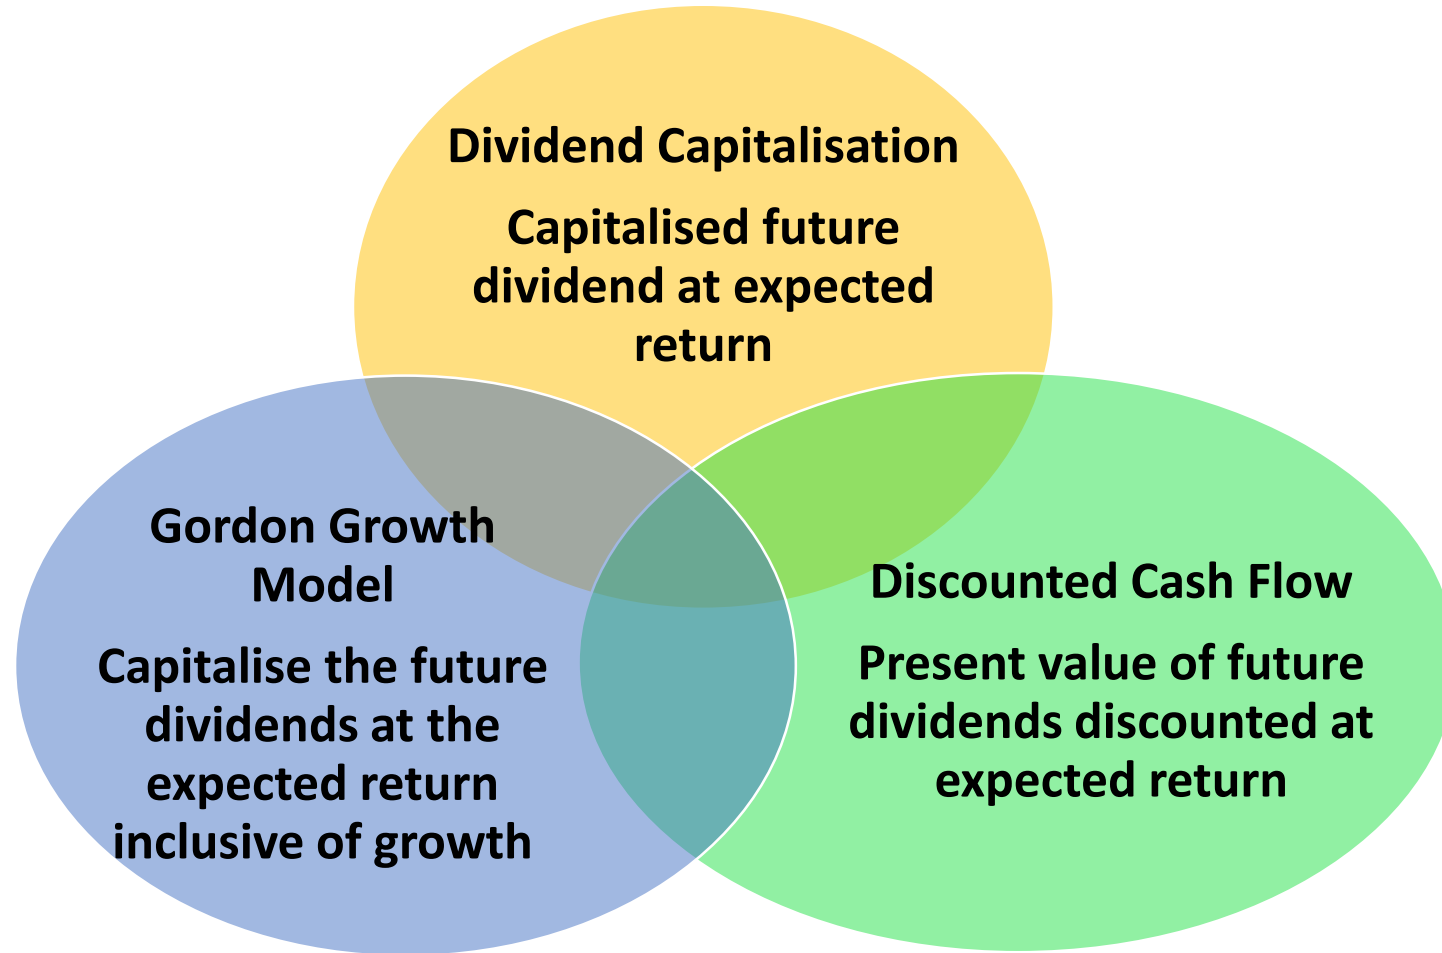 Dividend Capitalisation
Capitalised future
dividend at expected
return
Gordon Growth
Model
Capitalise the future
dividends at the
expected return
inclusive of growth
Discounted Cash Flow
Present value of future
dividends discounted at
expected return